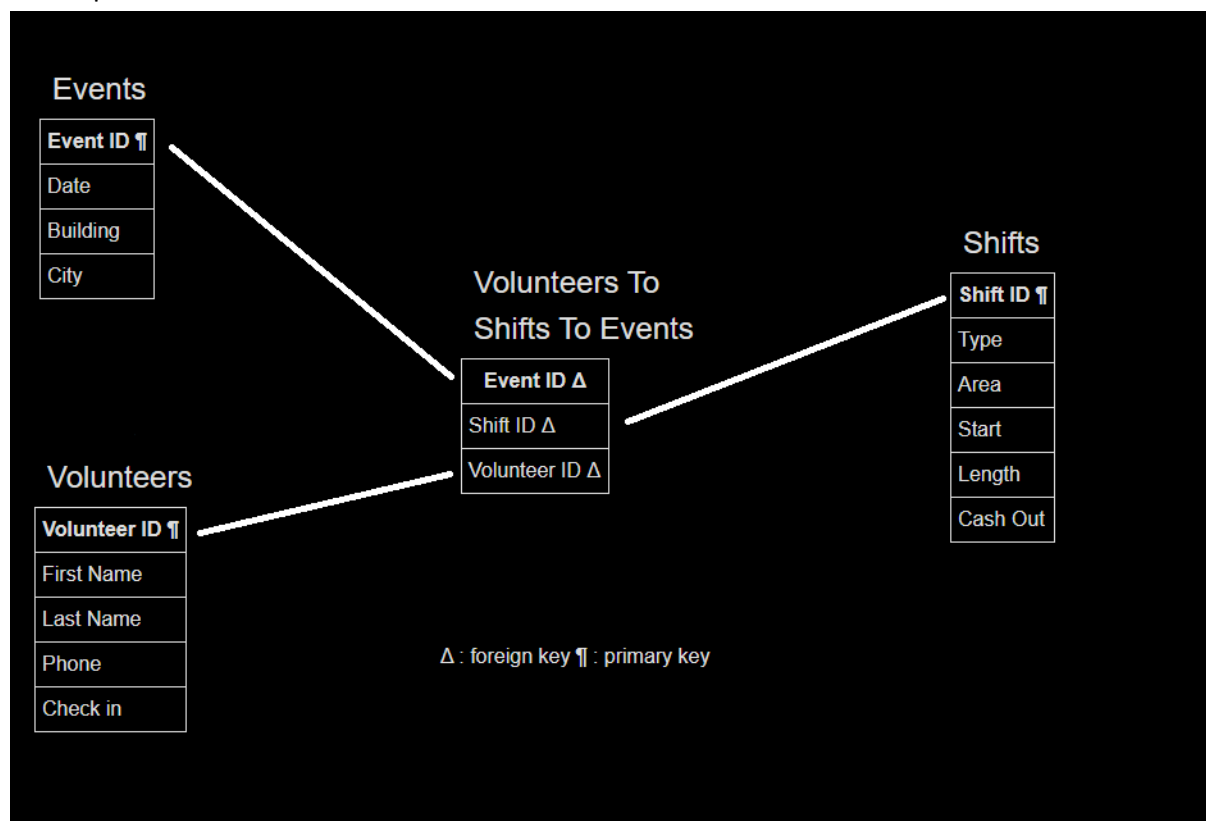 Events
Event ID ¶
Date
Building
City
Volunteers
Volunteer ID ¶
First Name
Last Name
Phone
Check in
Volunteers To
Shifts To Events
Event ID Δ
Shift ID Δ
Volunteer ID Δ
Shifts
Shift ID ¶
Type
Area
Start
Length
Cash Out
Δ : foreign key ¶ : primary key